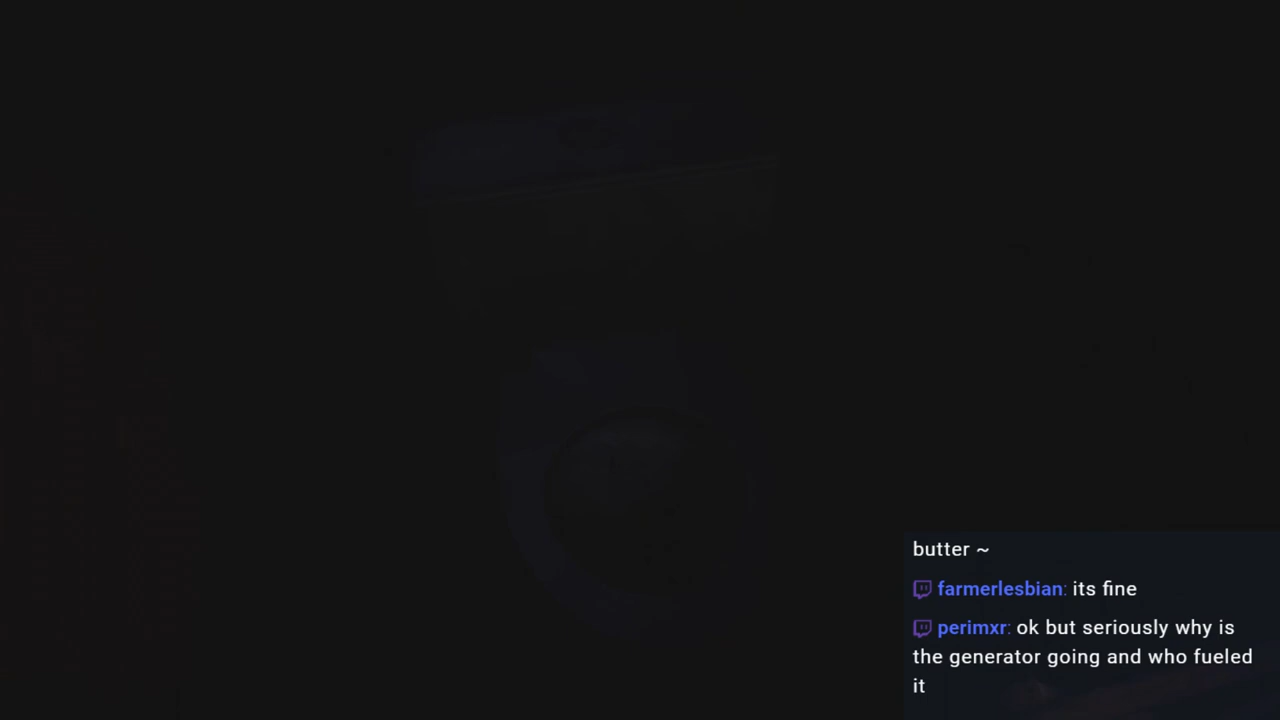 butter ~
farmerlesbian: its fine
perimxr: ok but seriously why is
the generator going and who fueled
it